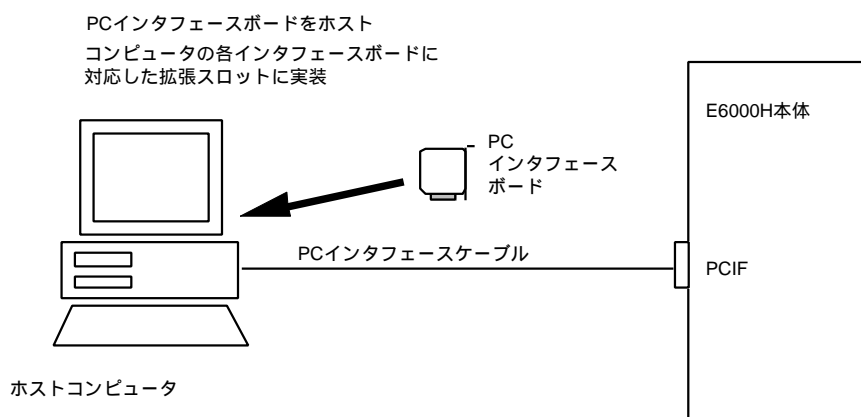 PCインタフェースボードをホスト
コンピュータの各インタフェースボードに
対応した拡張スロットに実装
E6000H本体
PC
インタフェース
ボード
PCインタフェースケーブル
PCIF
ホストコンピュータ